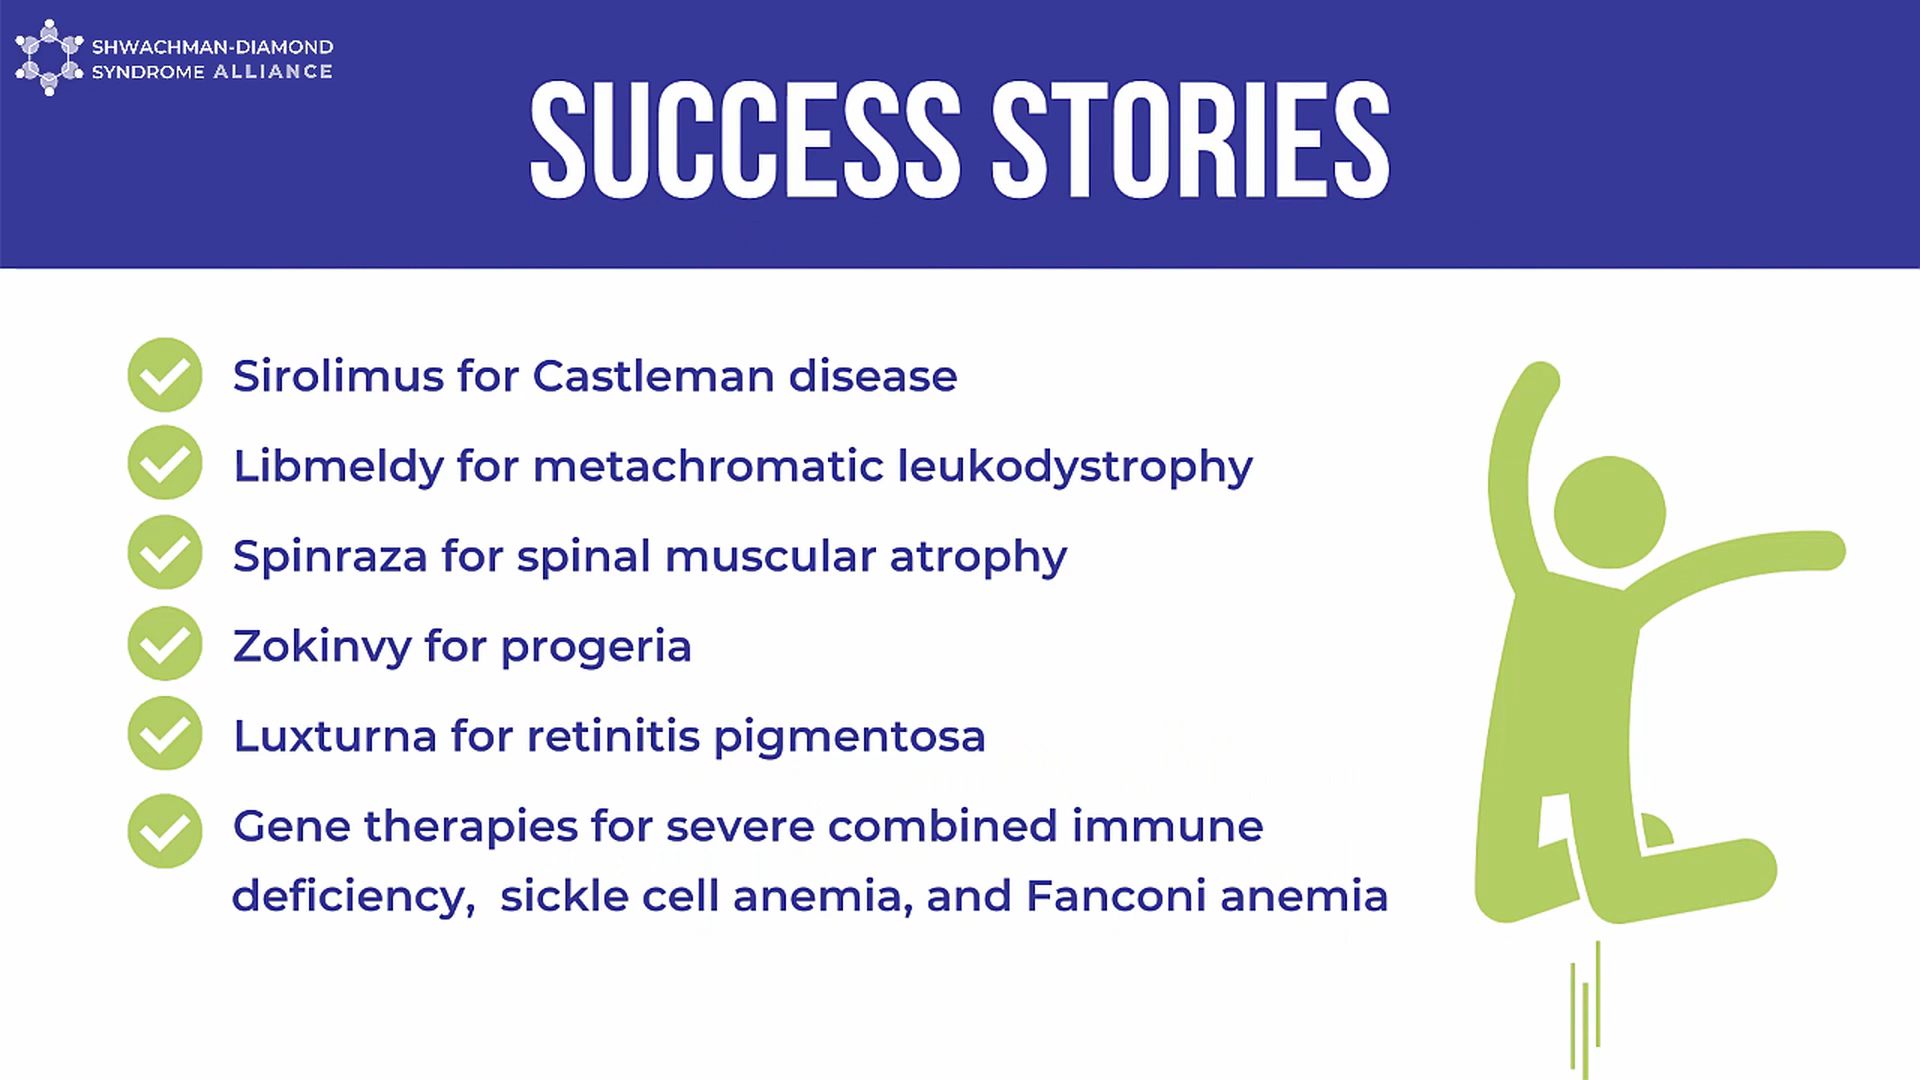 SHWACHMAN-DIAMOND
SYNDROME ALLIANCE
SUCCESS STORIES
Sirolimus for Castleman disease
Libmeldy for metachromatic leukodystrophy
Spinraza for spinal muscular atrophy
Zokinvy for progeria
Luxturna for retinitis pigmentosa
Gene therapies for severe combined immune
deficiency, sickle cell anemia, and Fanconi anemia